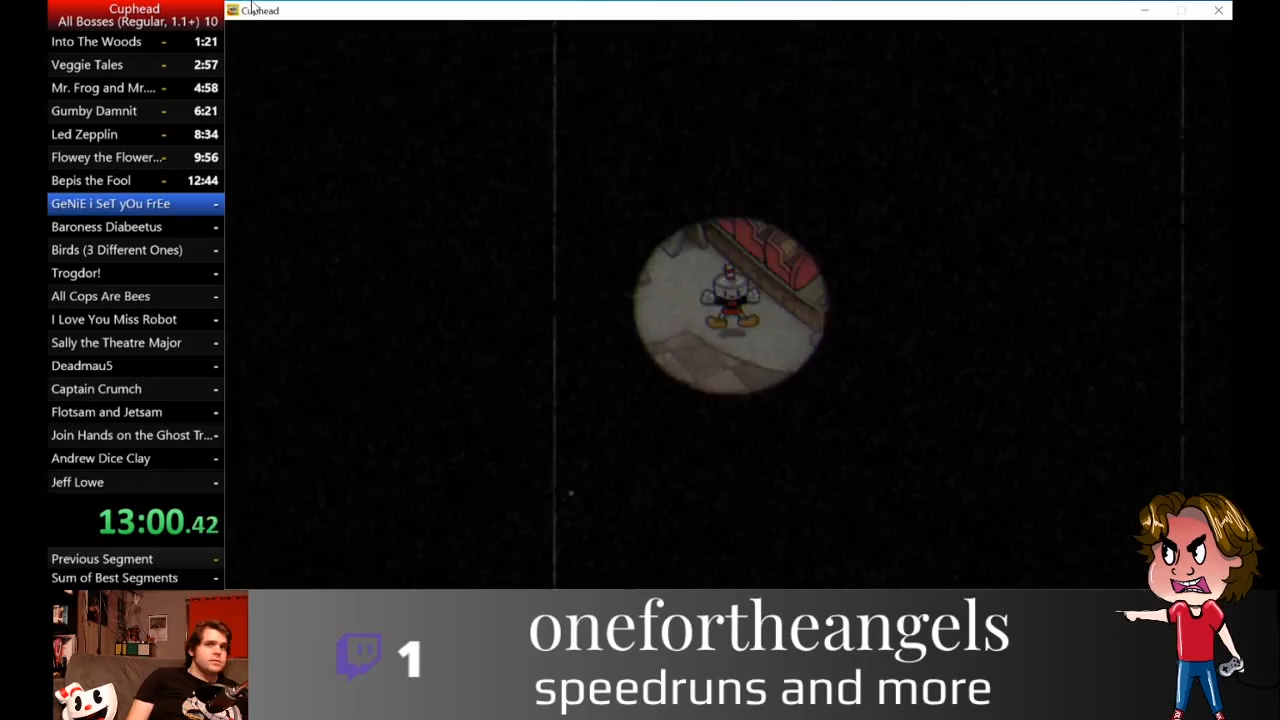 Cuphead
All Bosses (Regular, 1.1+) 10
Into The Woods - 1:21
Veggie Tales - 2:57
Mr. Frog and Mr.... - 4:58
Gumby Damnit - 6:21
Led Zepplin - 8:34
Flowey the Flower... - 9:56
Bepis the Fool - 12:44
GeNiE i SeT yOu FrEe -
Baroness Diabeetus -
Birds (3 Different Ones) -
Trogdor! -
All Cops Are Bees -
I Love You Miss Robot -
Sally the Theatre Major -
Deadmau5 -
Captain Crumch -
Flotsam and Jetsam -
Join Hands on the Ghost Tr... -
Andrew Dice Clay -
Jeff Lowe -
13:00.42
Previous Segment -
Sum of Best Segments -
Cuphead
1
onefortheangels
speedruns and more